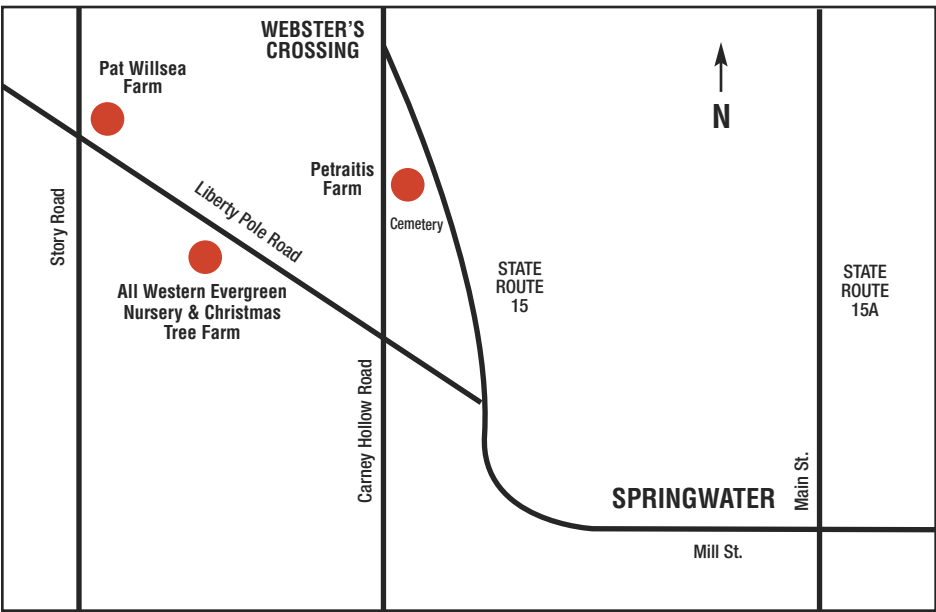 WEBSTER’S
CROSSING
Pat Willsea
Farm
N
Petraitis
Farm
Cemetery
Liberty Pole Road
Story Road
STATE
ROUTE
15
STATE
ROUTE
15A
All Western Evergreen
Nursery & Christmas
Tree Farm
Carney Hollow Road
Main St.
SPRINGWATER
Mill St.